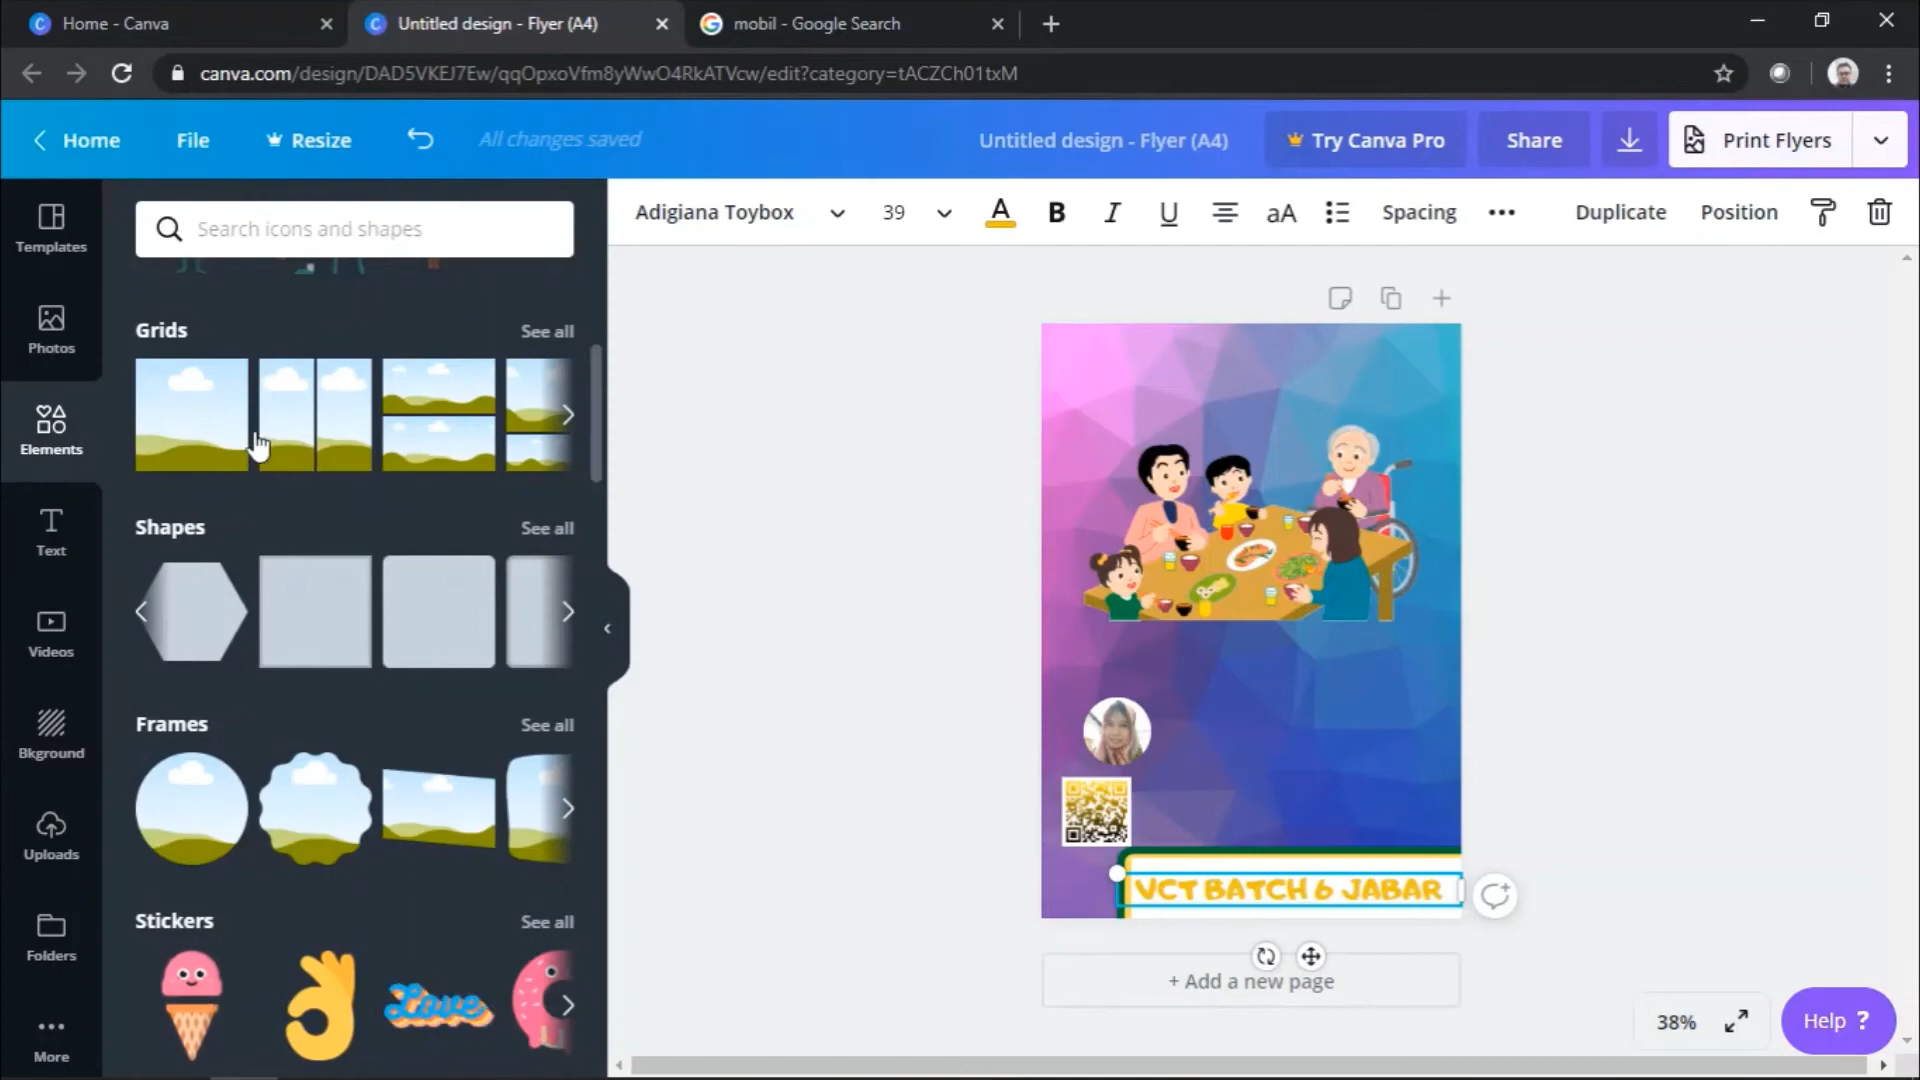 Home - Canva
Untitled design - Flyer (A4)
mobil - Google Search
canva.com/design/DAD5VKEJ7Ew/qqOpxoVfm8yWwO4RkATVcw/edit?category=tACZCh01txM
Home
File
Resize
All changes saved
Untitled design - Flyer (A4)
Try Canva Pro
Share
Print Flyers
Adigiana Toybox
39
A
B
I
U
aA
Spacing
Duplicate
Position
Templates
Photos
Elements
Text
Videos
Bkground
Uploads
Folders
More
Search icons and shapes
Grids
See all
Shapes
See all
Frames
See all
Stickers
See all
Love
VCT BATCH 6 JABAR
+ Add a new page
38%
Help ?